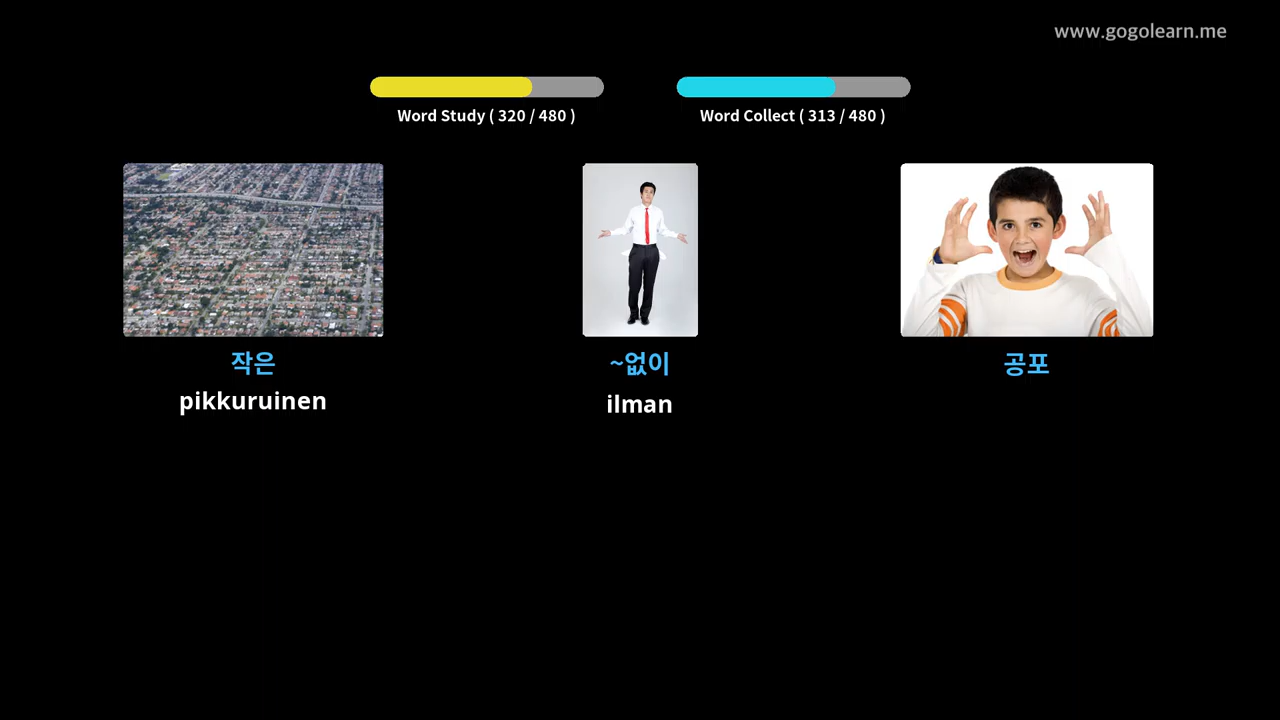 www.gogolearn.me
Word Study ( 320 / 480 )
Word Collect ( 313 / 480 )
작은
~없이
공포
pikkuruinen
ilman